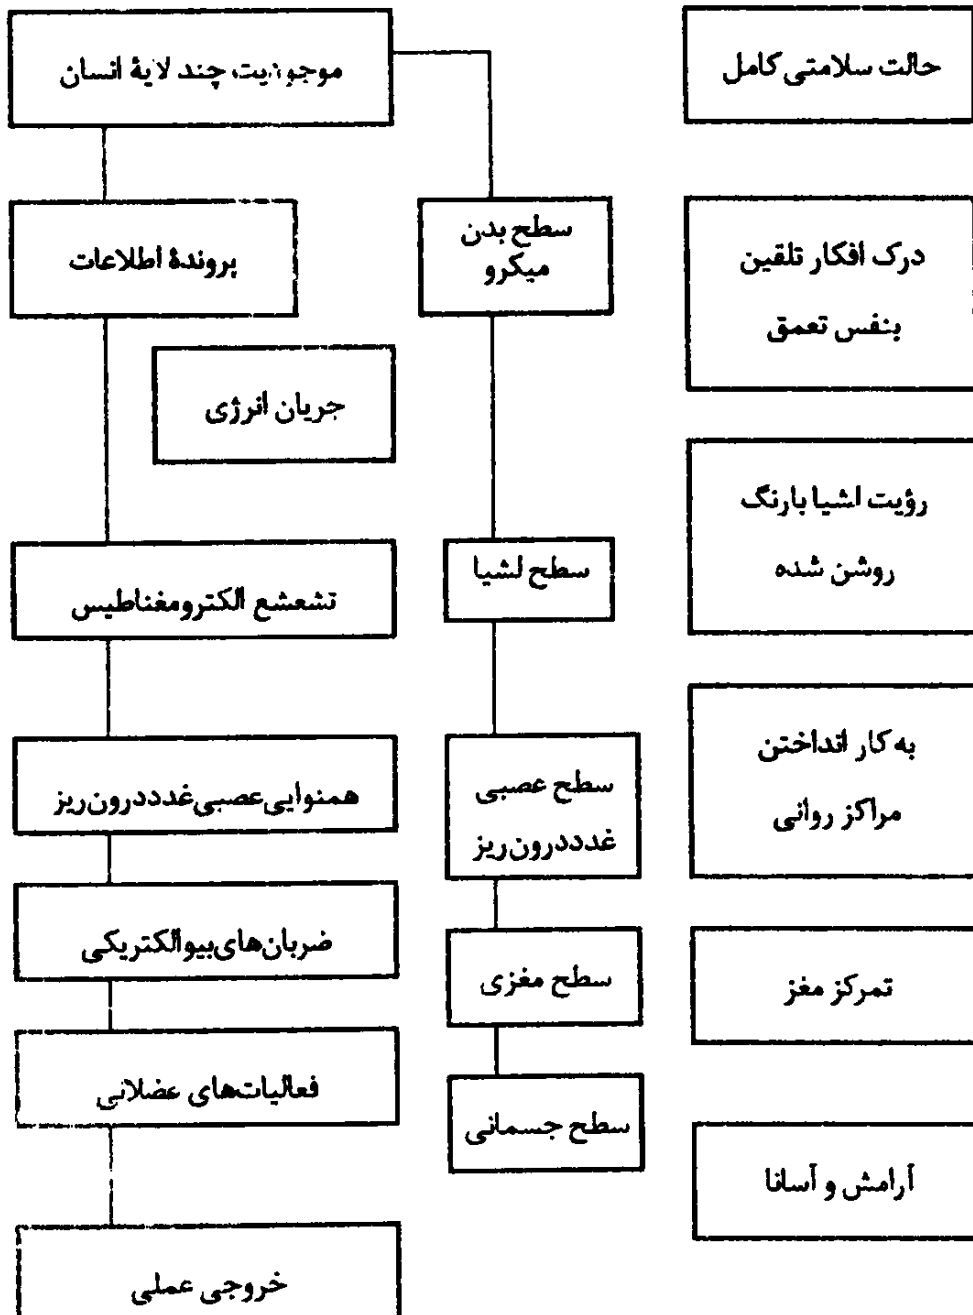 حالت سلامتی کامل
درک افکار تلقین
بنفس تعمق
رؤیت اشیا بارنگ
روشن شده
به کار انداختن
مراکز روانی
تمرکز مغز
آرامش و آسانا
موجودیت چند لایهٔ انسان
سطح بدن
میکرو
سطح لشیا
سطح عصبی
غدددرون‌ریز
سطح مغزی
سطح جسمانی
پروندهٔ اطلاعات
جریان انرژی
تشعشع الکترومغناطیس
همنوایی‌عصبی‌غدددرون‌ریز
ضربان‌های‌بیوالکتریکی
فعالیات‌های عضلانی
خروجی عملی